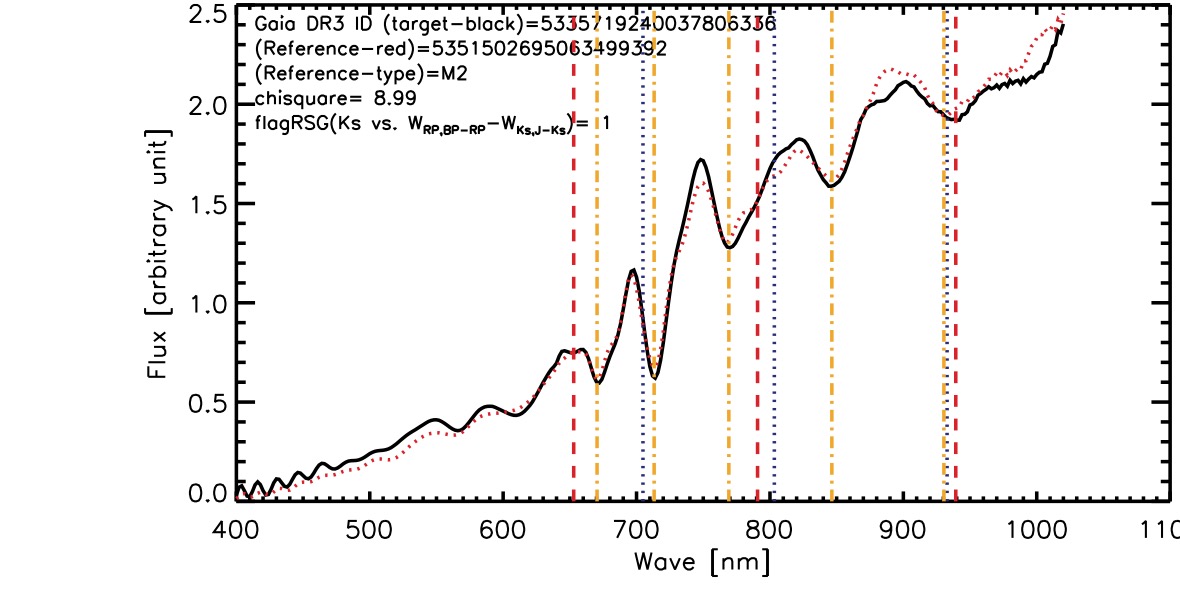 Gaia DR3 ID (target-black)=5335719240037806336
(Reference-red)=5351502695063499392
(Reference-type)=M2
chisquare= 8.99
flagRSG(Ks vs. W_RP,BP-RP-W_Ks,J-Ks)= 1
2.5
2.0
1.5
1.0
0.5
0.0
Flux [arbitrary unit]
400 500 600 700 800 900 1000 110
Wave [nm]